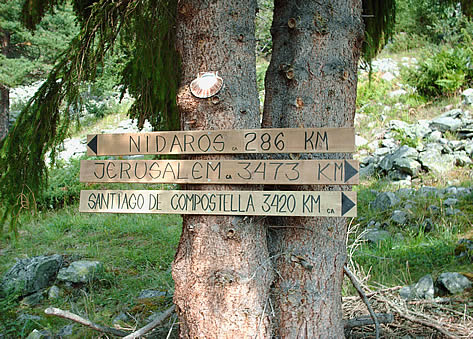 NIDAROS ca 286 KM
JERUSALEM ca 3473 KM
SANTIAGO DE COMPOSTELLA 3420 KM ca